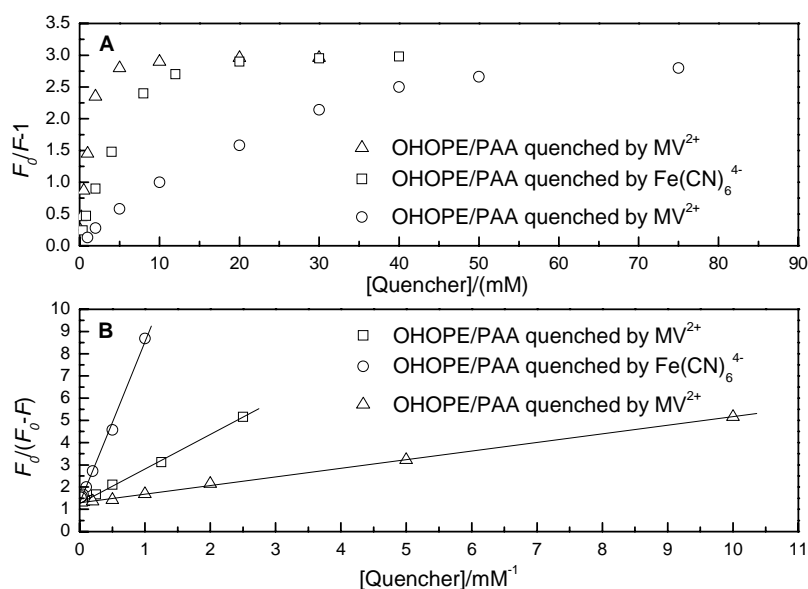 A
3.5
3.0
2.5
2.0
1.5
1.0
0.5
0.0
F₀/F-1
△ OHOPE/PAA quenched by MV²⁺
□ OHOPE/PAA quenched by Fe(CN)₆⁴⁻
○ OHOPE/PAA quenched by MV²⁺
0 10 20 30 40 50 60 70 80 90
[Quencher]/(mM)
B
10
9
8
7
6
5
4
3
2
1
0
F₀/(F₀-F)
□ OHOPE/PAA quenched by MV²⁺
○ OHOPE/PAA quenched by Fe(CN)₆⁴⁻
△ OHOPE/PAA quenched by MV²⁺
0 1 2 3 4 5 6 7 8 9 10 11
[Quencher]/mM⁻¹